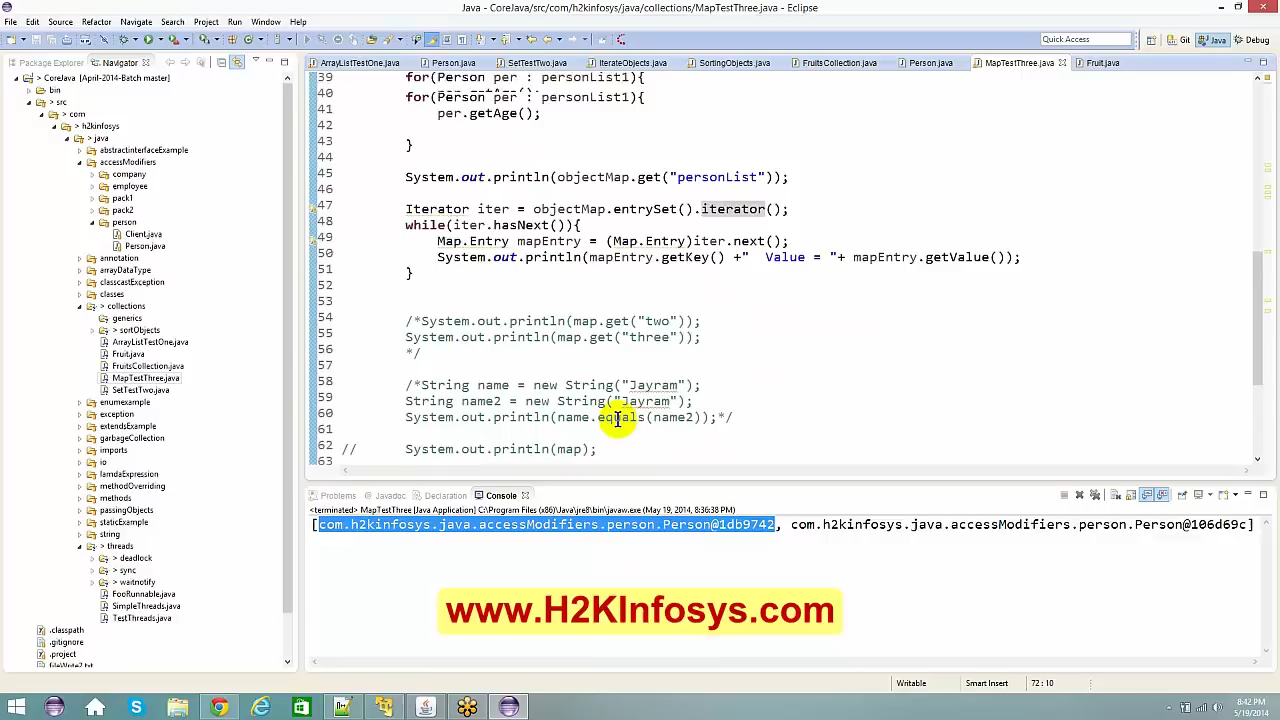 Java - CoreJava/src/com/h2kinfosys/java/collections/MapTestThree.java - Eclipse
File Edit Source Refactor Navigate Search Project Run Window Help
Quick Access
Git Java Debug
Package Explorer Navigator
CoreJava [April-2014-Batch master]
bin
> src
> com
> h2kinfosys
> java
abstractinterfaceExample
accessModifiers
company
employee
pack1
pack2
person
Client.java
Person.java
annotation
arrayDataType
classcastException
classes
> collections
generics
> sortObjects
ArrayListTestOne.java
Fruit.java
FruitsCollection.java
MapTestThree.java
SetTestTwo.java
enumexample
exception
extendsExample
garbageCollection
imports
io
lamdaExpression
methodOverriding
methods
passingObjects
staticExample
string
> threads
> deadlock
> sync
> waitnotify
FooRunnable.java
SimpleThreads.java
TestThreads.java
.classpath
.gitignore
.project
fileWrite2.txt
ArrayListTestOne.java Person.java SetTestTwo.java IterateObjects.java SortingObjects.java FruitsCollection.java Person.java MapTestThree.java Fruit.java
39 for(Person per : personList1){
40 for(Person per : personList1){
41 per.getAge();
42
43 }
44
45 System.out.println(objectMap.get("personList"));
46
47 Iterator iter = objectMap.entrySet().iterator();
48 while(iter.hasNext()){
49 Map.Entry mapEntry = (Map.Entry)iter.next();
50 System.out.println(mapEntry.getKey() +" Value = "+ mapEntry.getValue());
51 }
52
53
54 /*System.out.println(map.get("two"));
55 System.out.println(map.get("three"));
56 */
57
58 /*String name = new String("Jayram");
59 String name2 = new String("Jayram");
60 System.out.println(name.equals(name2));*/
61
62 // System.out.println(map);
63
Problems Javadoc Declaration Console
<terminated> MapTestThree [Java Application] C:\Program Files (x86)\Java\jre8\bin\javaw.exe (May 19, 2014, 8:36:38 PM)
[com.h2kinfosys.java.accessModifiers.person.Person@1db9742, com.h2kinfosys.java.accessModifiers.person.Person@106d69c]
www.H2KInfosys.com
Writable Smart Insert 72 : 10
8:42 PM
5/19/2014